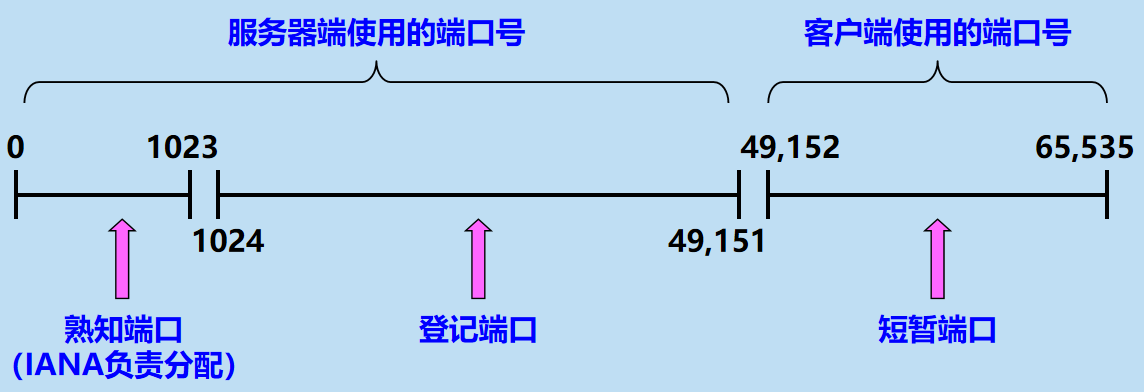 服务器端使用的端口号
客户端使用的端口号
0
1023
49,152
65,535
1024
49,151
熟知端口
(IANA负责分配)
登记端口
短暂端口